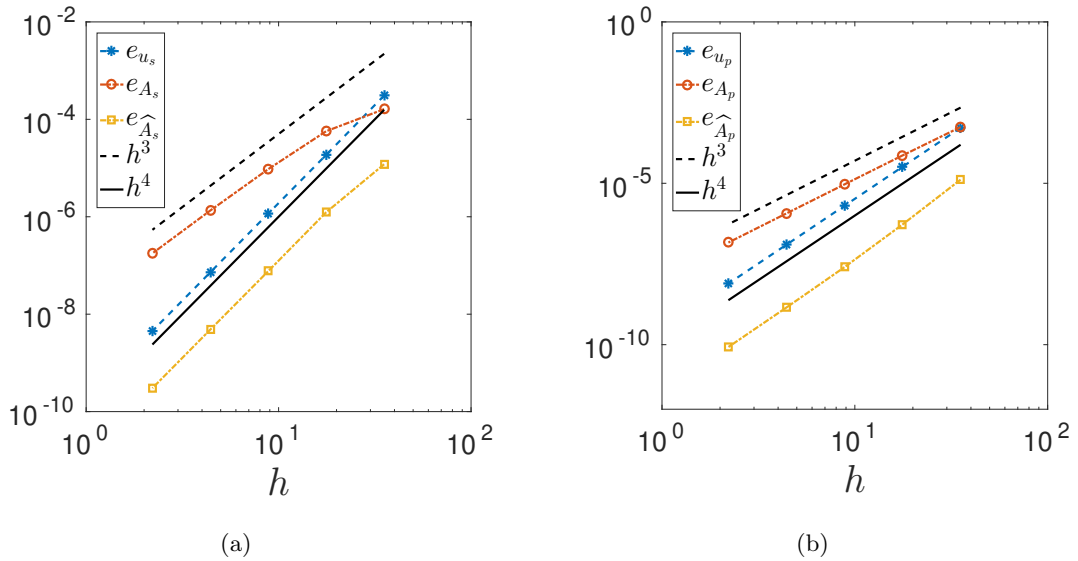 10^{-2}
10^{-4}
10^{-6}
10^{-8}
10^{-10}
e_{u_s}
e_{A_s}
e_{\widehat{A}_s}
h^3
h^4
10^0
10^1
10^2
h
(a)
10^0
10^{-5}
10^{-10}
e_{u_p}
e_{A_p}
e_{\widehat{A}_p}
h^3
h^4
10^0
10^1
10^2
h
(b)